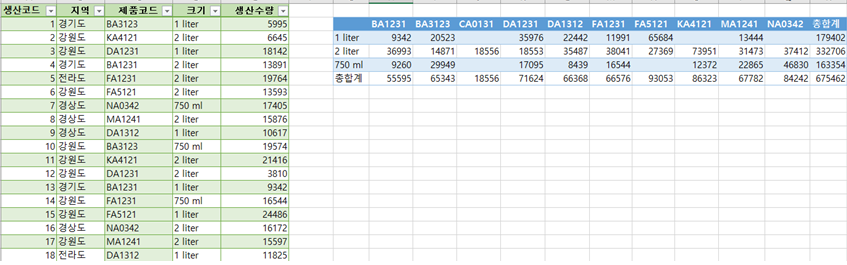 생산코드 지역 제품코드 크기 생산수량
1 경기도 BA3123 1 liter 5995
2 강원도 KA4121 2 liter 6645
3 강원도 DA1231 1 liter 18142
4 경기도 BA1231 2 liter 13891
5 전라도 FA1231 2 liter 19764
6 강원도 FA5121 2 liter 13593
7 경상도 NA0342 750 ml 17405
8 경상도 MA1241 2 liter 15876
9 경상도 DA1312 1 liter 10617
10 강원도 BA3123 750 ml 19574
11 강원도 KA4121 2 liter 21416
12 강원도 DA1231 2 liter 3810
13 경기도 BA1231 1 liter 9342
14 강원도 FA1231 750 ml 16544
15 강원도 FA5121 1 liter 24486
16 경상도 NA0342 2 liter 16172
17 강원도 MA1241 2 liter 15597
18 전라도 DA1312 1 liter 11825
BA1231 BA3123 CA0131 DA1231 DA1312 FA1231 FA5121 KA4121 MA1241 NA0342 총합계
1 liter 9342 20523 35976 22442 11991 65684 13444 179402
2 liter 36993 14871 18556 18553 35487 38041 27369 73951 31473 37412 332706
750 ml 9260 29949 17095 8439 16544 12372 22865 46830 163354
총합계 55595 65343 18556 71624 66368 66576 93053 86323 67782 84242 675462